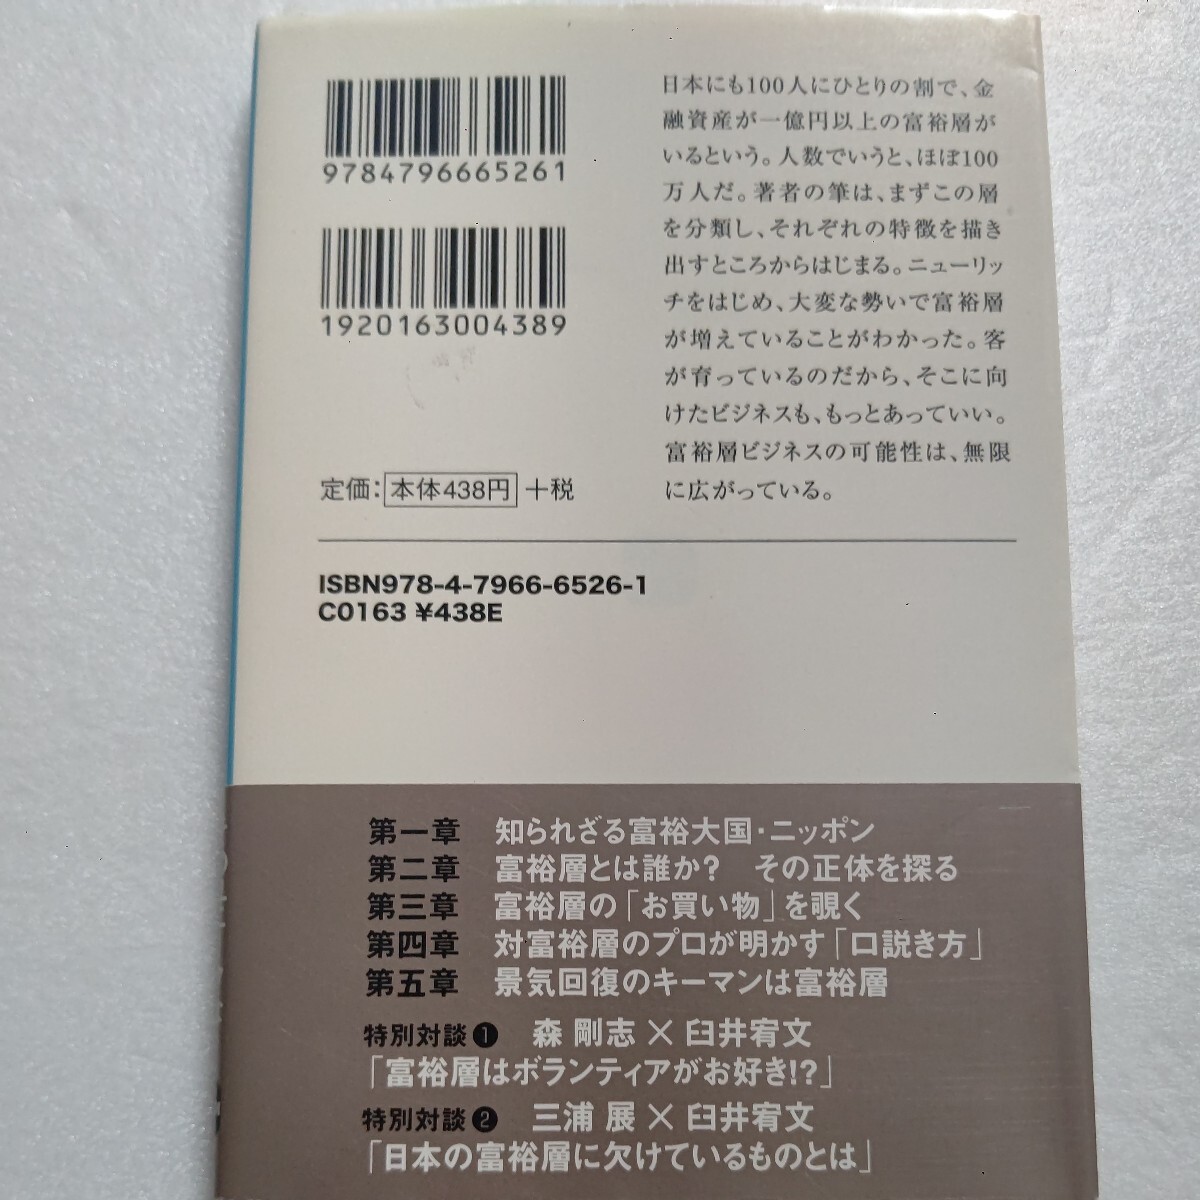 9784796665261
1920163004389
定価：本体438円＋税
日本にも100人にひとりの割で、金
融資産が一億円以上の富裕層が
いるという。人数でいうと、ほぼ100
万人だ。著者の筆は、まずこの層
を分類し、それぞれの特徴を描き
出すところからはじまる。ニューリッ
チをはじめ、大変な勢いで富裕層
が増えていることがわかった。客
が育っているのだから、そこに向
けたビジネスも、もっとあっていい。
富裕層ビジネスの可能性は、無限
に広がっている。
ISBN978-4-7966-6526-1
C0163 ¥438E
第一章　知られざる富裕大国・ニッポン
第二章　富裕層とは誰か？　その正体を探る
第三章　富裕層の「お買い物」を覗く
第四章　対富裕層のプロが明かす「口説き方」
第五章　景気回復のキーマンは富裕層
特別対談❶　森 剛志×臼井宥文
「富裕層はボランティアがお好き!?」
特別対談❷　三浦 展×臼井宥文
「日本の富裕層に欠けているものとは」